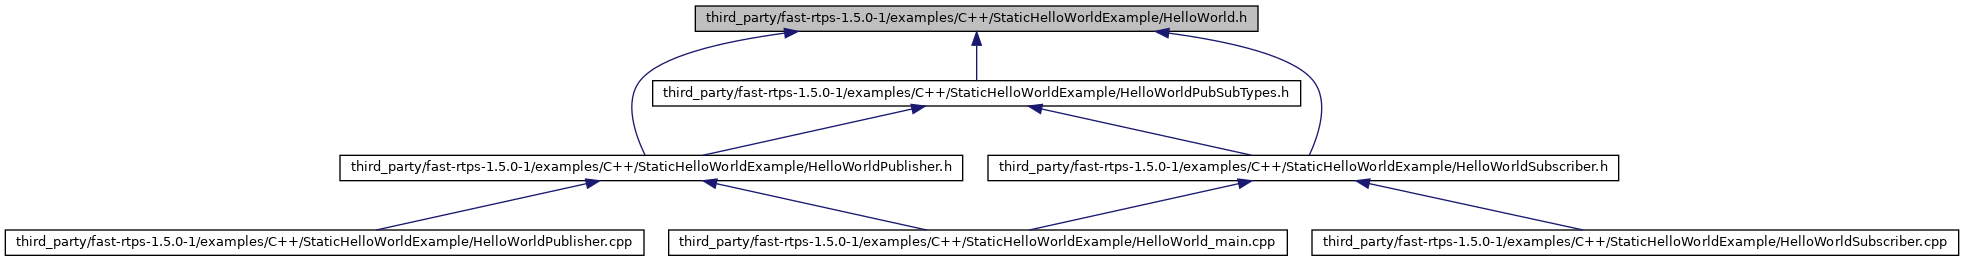 third_party/fast-rtps-1.5.0-1/examples/C++/StaticHelloWorldExample/HelloWorld.h
third_party/fast-rtps-1.5.0-1/examples/C++/StaticHelloWorldExample/HelloWorldPubSubTypes.h
third_party/fast-rtps-1.5.0-1/examples/C++/StaticHelloWorldExample/HelloWorldPublisher.h
third_party/fast-rtps-1.5.0-1/examples/C++/StaticHelloWorldExample/HelloWorldSubscriber.h
third_party/fast-rtps-1.5.0-1/examples/C++/StaticHelloWorldExample/HelloWorldPublisher.cpp
third_party/fast-rtps-1.5.0-1/examples/C++/StaticHelloWorldExample/HelloWorld_main.cpp
third_party/fast-rtps-1.5.0-1/examples/C++/StaticHelloWorldExample/HelloWorldSubscriber.cpp